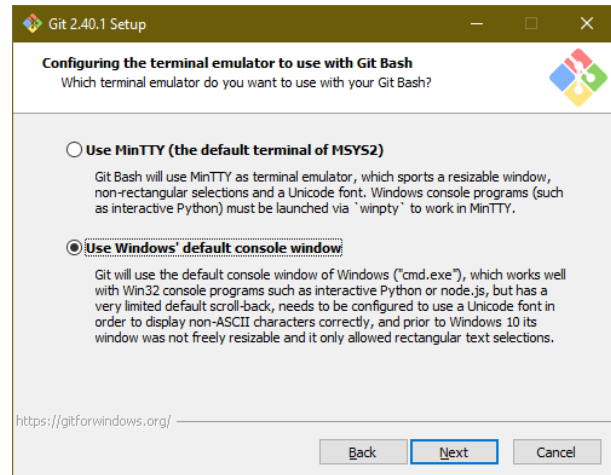 Git 2.40.1 Setup
Configuring the terminal emulator to use with Git Bash
Which terminal emulator do you want to use with your Git Bash?
Use MinTTY (the default terminal of MSYS2)
Git Bash will use MinTTY as terminal emulator, which sports a resizable window,
non-rectangular selections and a Unicode font. Windows console programs (such
as interactive Python) must be launched via `winpty` to work in MinTTY.
Use Windows' default console window
Git will use the default console window of Windows ("cmd.exe"), which works well
with Win32 console programs such as interactive Python or node.js, but has a
very limited default scroll-back, needs to be configured to use a Unicode font in
order to display non-ASCII characters correctly, and prior to Windows 10 its
window was not freely resizable and it only allowed rectangular text selections.
https://gitforwindows.org/
Back Next Cancel